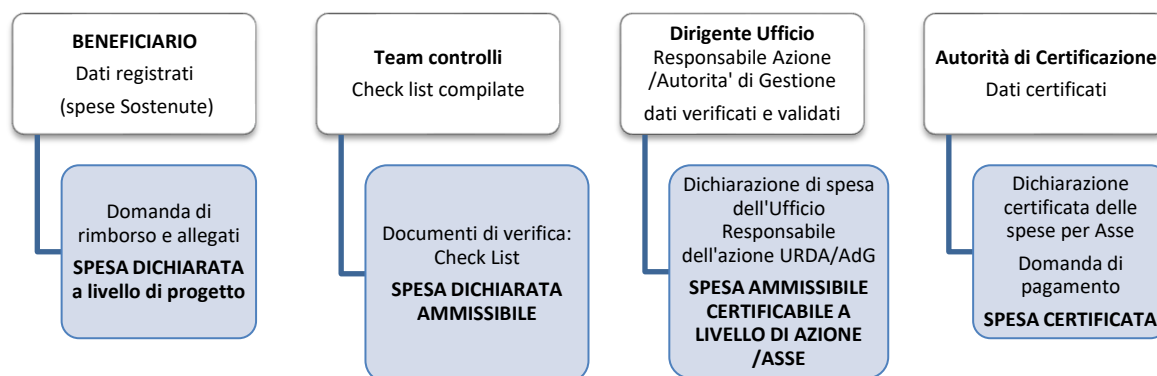 BENEFICIARIO
Dati registrati
(spese Sostenute)
Domanda di
rimborso e allegati
SPESA DICHIARATA
a livello di progetto
Team controlli
Check list compilate
Documenti di verifica:
Check List
SPESA DICHIARATA
AMMISSIBILE
Dirigente Ufficio
Responsabile Azione
/Autorita' di Gestione
dati verificati e validati
Dichiarazione di spesa
dell'Ufficio
Responsabile
dell'azione URDA/AdG
SPESA AMMISSIBILE
CERTIFICABILE A
LIVELLO DI AZIONE
/ASSE
Autorità di Certificazione
Dati certificati
Dichiarazione
certificata delle
spese per Asse
Domanda di
pagamento
SPESA CERTIFICATA